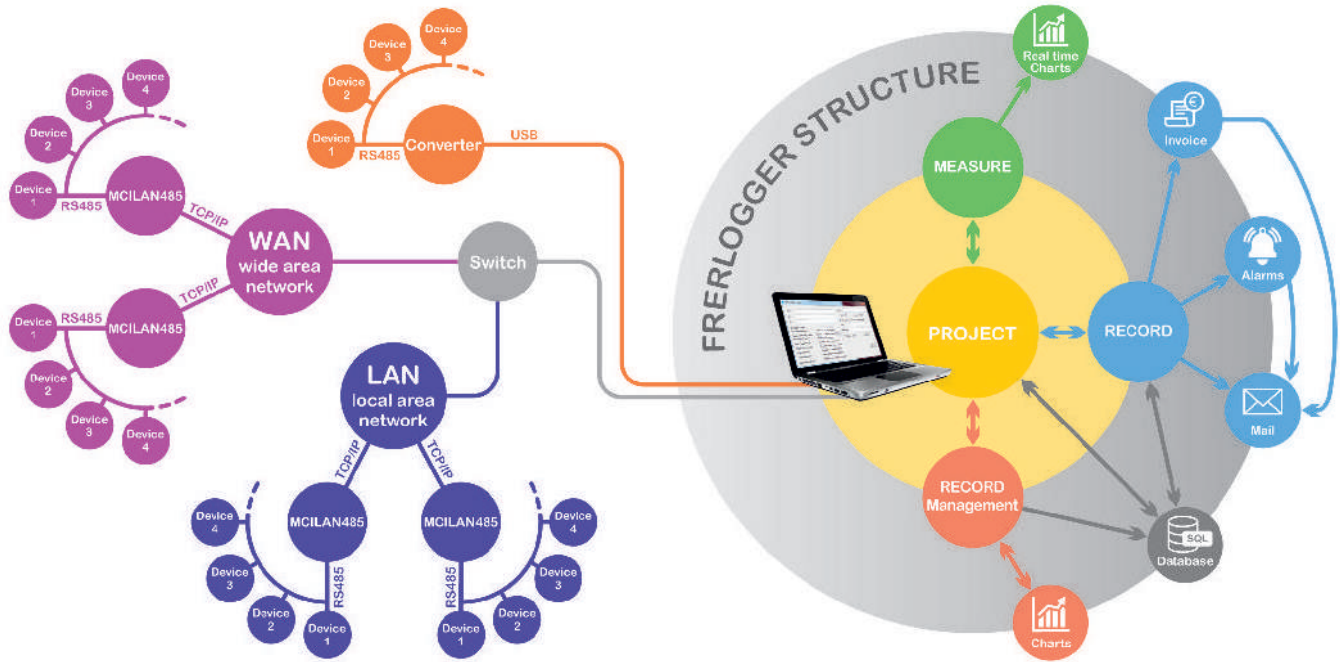 Device
4
Device
3
Device
2
Device
1
RS485
MCILAN485
TCP/IP
WAN
wide area
network
TCP/IP
MCILAN485
RS485
Device
1
Device
2
Device
3
Device
4
Device
4
Device
3
Device
2
Device
1
RS485
Converter
USB
Switch
LAN
local area
network
TCP/IP
TCP/IP
MCILAN485
MCILAN485
RS485
RS485
Device
4
Device
3
Device
2
Device
1
Device
4
Device
3
Device
2
Device
1
FRERLOGGER STRUCTURE
Real time
Charts
MEASURE
Invoice
Alarms
PROJECT
RECORD
Mail
RECORD
Management
SQL
Database
Charts